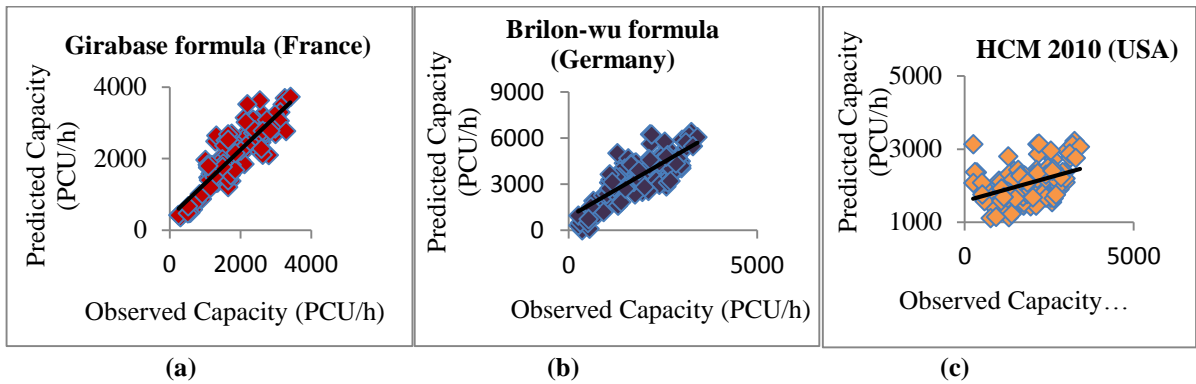 Girabase formula (France)
Predicted Capacity
(PCU/h)
4000
2000
0
0 2000 4000
Observed Capacity (PCU/h)
(a)
Brilon-wu formula
(Germany)
Predicted Capacity
(PCU/h)
9000
6000
3000
0
0 5000
Observed Capacity (PCU/h)
(b)
HCM 2010 (USA)
Predicted Capacity
(PCU/h)
5000
3000
1000
0 5000
Observed Capacity…
(c)